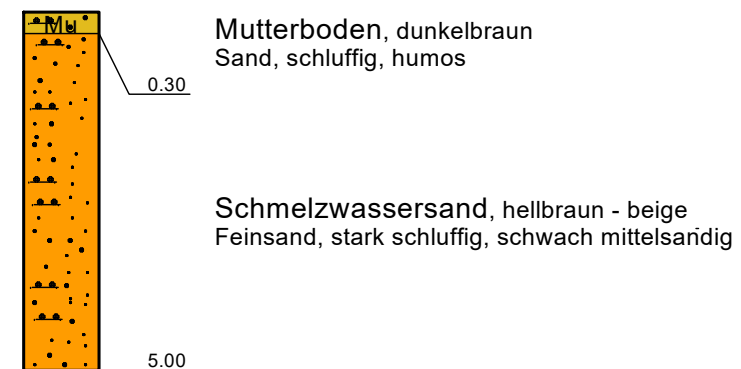 Mu
Mutterboden, dunkelbraun
Sand, schluffig, humos
0.30
Schmelzwassersand, hellbraun - beige
Feinsand, stark schluffig, schwach mittelsandig
5.00